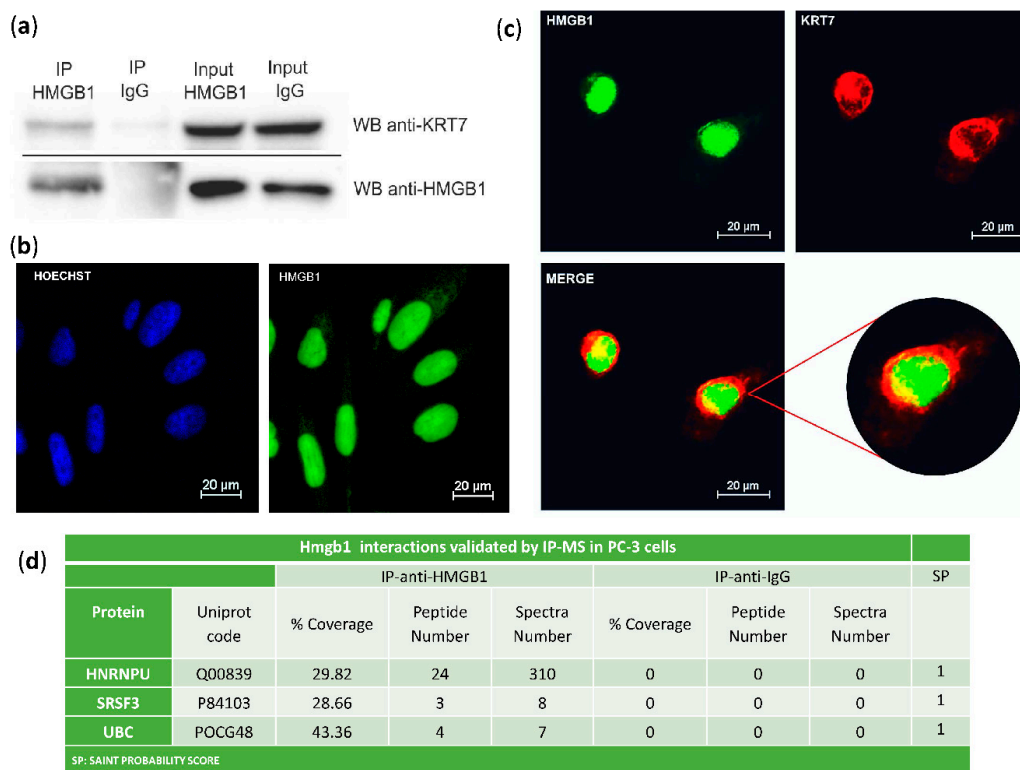 (a)
IP IP Input Input
HMGB1 IgG HMGB1 IgG
WB anti-KRT7
WB anti-HMGB1
(b)
HOECHST
20 µm
HMGB1
20 µm
(c)
HMGB1
20 µm
KRT7
20 µm
MERGE
20 µm
(d)
Hmgb1 interactions validated by IP-MS in PC-3 cells
IP-anti-HMGB1 IP-anti-IgG SP
Protein Uniprot code % Coverage Peptide Number Spectra Number % Coverage Peptide Number Spectra Number
HNRNPU Q00839 29.82 24 310 0 0 0 1
SRSF3 P84103 28.66 3 8 0 0 0 1
UBC POCG48 43.36 4 7 0 0 0 1
SP: SAINT PROBABILITY SCORE